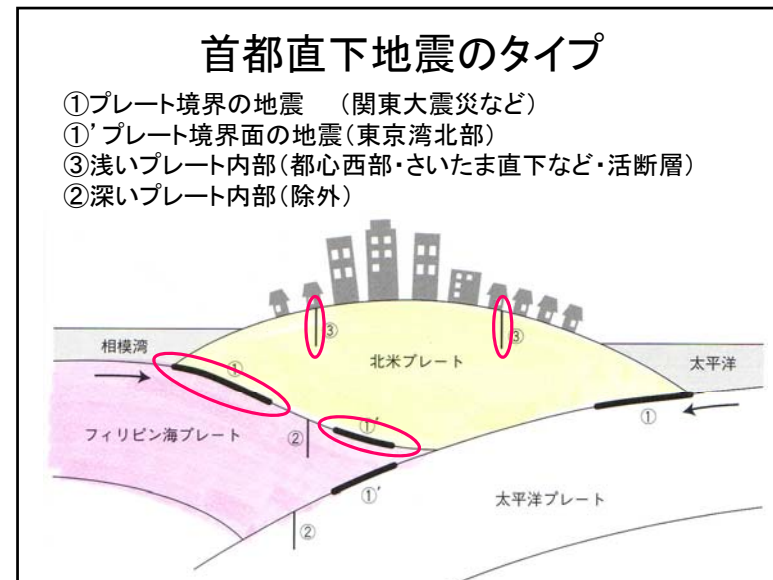 首都直下地震のタイプ
①プレート境界の地震　（関東大震災など）
①’プレート境界面の地震（東京湾北部）
③浅いプレート内部（都心西部・さいたま直下など・活断層）
②深いプレート内部（除外）
③
③
相模湾
①
北米プレート
太平洋
①
フィリピン海プレート
②
①′
①′
太平洋プレート
②